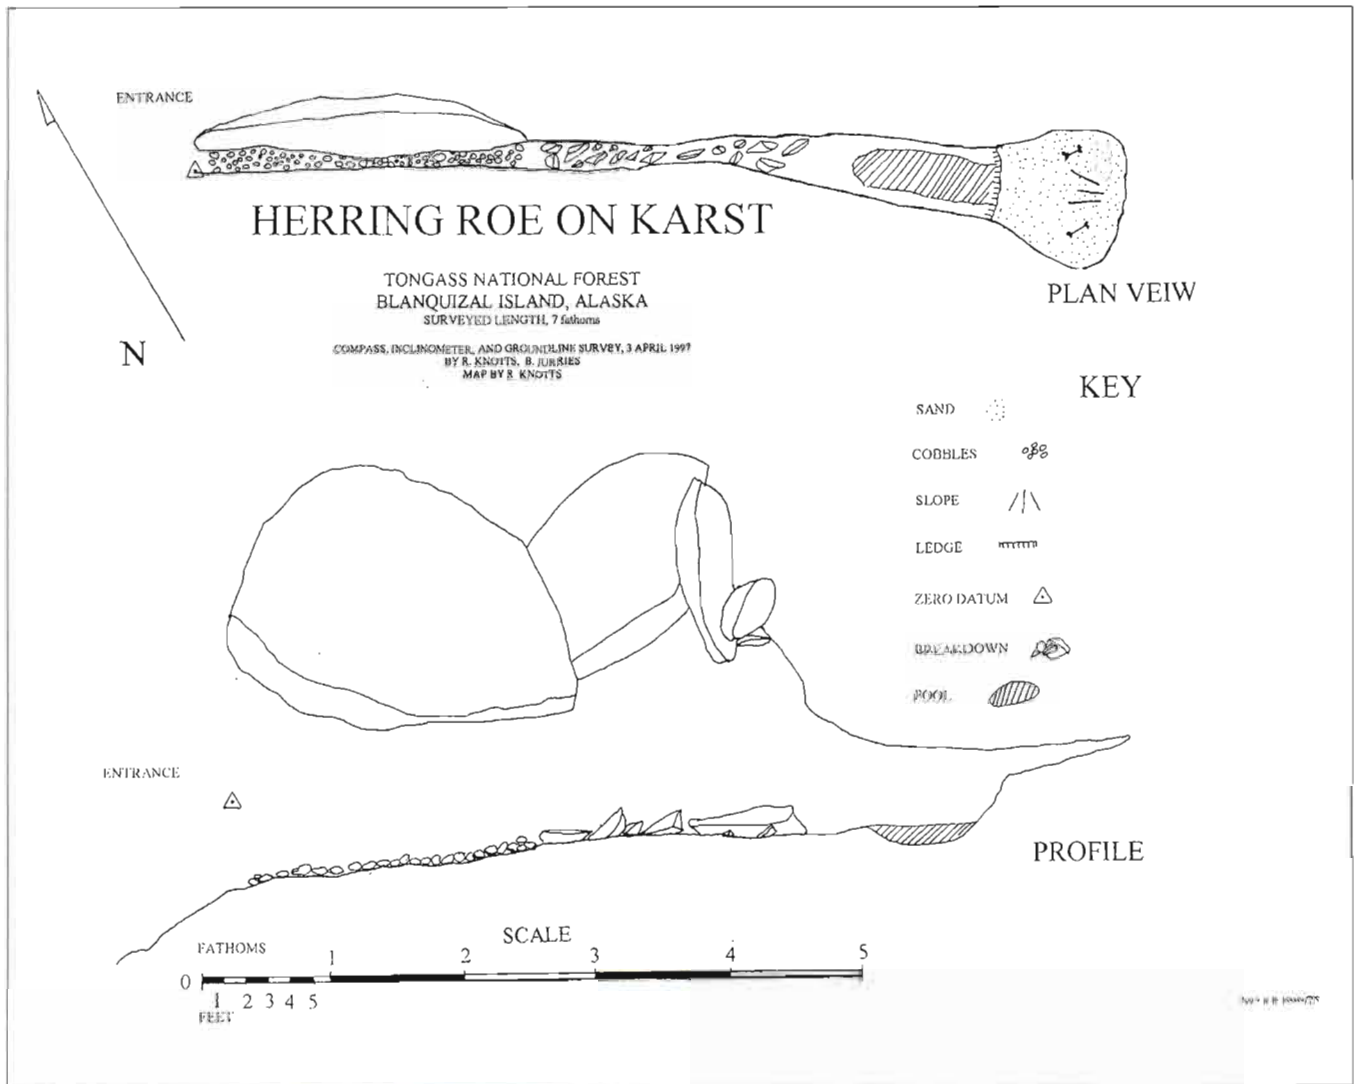 ENTRANCE
HERRING ROE ON KARST
TONGASS NATIONAL FOREST
BLANQUIZAL ISLAND, ALASKA
SURVEYED LENGTH, 7 fathoms
COMPASS, INCLINOMETER, AND GROUNDLINE SURVEY, 3 APRIL 1997
BY R. KNOTTS, B. JURRIES
MAP BY R KNOTTS
PLAN VEIW
N
KEY
SAND
COBBLES
SLOPE
LEDGE
ZERO DATUM
BREAKDOWN
POOL
ENTRANCE
PROFILE
SCALE
FATHOMS
0 1 2 3 4 5
1 2 3 4 5
FEET